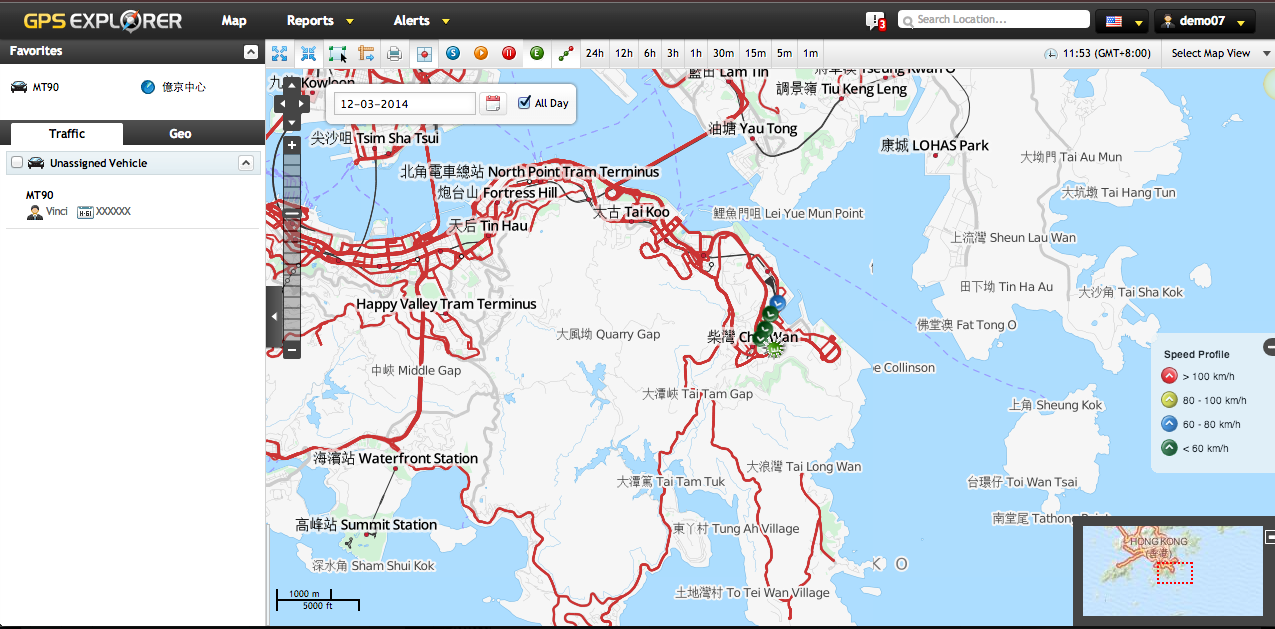 GPS EXPLORER Map Reports Alerts ! 3 Search Location... demo07
Favorites S P II E 24h 12h 6h 3h 1h 30m 15m 5m 1m 11:53 (GMT+8:00) Select Map View
MT90 億京中心
Traffic Geo
Unassigned Vehicle
MT90
Vinci XXXXXX
Kowloon
12-03-2014 All Day
藍田 Lam Tin
Tseung Kwan O
調景嶺 Tiu Keng Leng
尖沙咀 Tsim Sha Tsui
油塘 Yau Tong
康城 LOHAS Park
大坳門 Tai Au Mun
北角電車總站 North Point Tram Terminus
炮台山 Fortress Hill
大坑墩 Tai Hang Tun
太古 Tai Koo
鯉魚門咀 Lei Yue Mun Point
天后 Tin Hau
上流灣 Sheun Lau Wan
田下坳 Tin Ha Au
大沙角 Tai Sha Kok
Happy Valley Tram Terminus
佛堂澳 Fat Tong O
大風坳 Quarry Gap
柴灣 Chai Wan
中峽 Middle Gap
e Collinson
大潭峽 Tai Tam Gap
上角 Sheung Kok
海濱站 Waterfront Station
大浪灣 Tai Long Wan
大潭篤 Tai Tam Tuk
台環仔 Toi Wan Tsai
高峰站 Summit Station
東丫村 Tung Ah Village
南堂尾 Tathong Point
深水角 Sham Shui Kok
K O
土地灣村 To Tei Wan Village
1000 m
5000 ft
Speed Profile
> 100 km/h
80 - 100 km/h
60 - 80 km/h
< 60 km/h
HONG KONG
(香港)